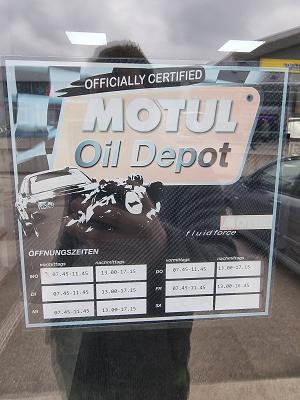 OFFICIALLY CERTIFIED
MOTUL
Oil Depot
fluidforce
ÖFFNUNGSZEITEN
vormittags nachmittags vormittags nachmittags
MO 07.45-11.45 13.00-17.15 DO 07.45-11.45 13.00-17.15
DI 07.45-11.45 13.00-17.15 FR 07.45-11.45 13.00-16.45
MI 07.45-11.45 13.00-17.15 SA